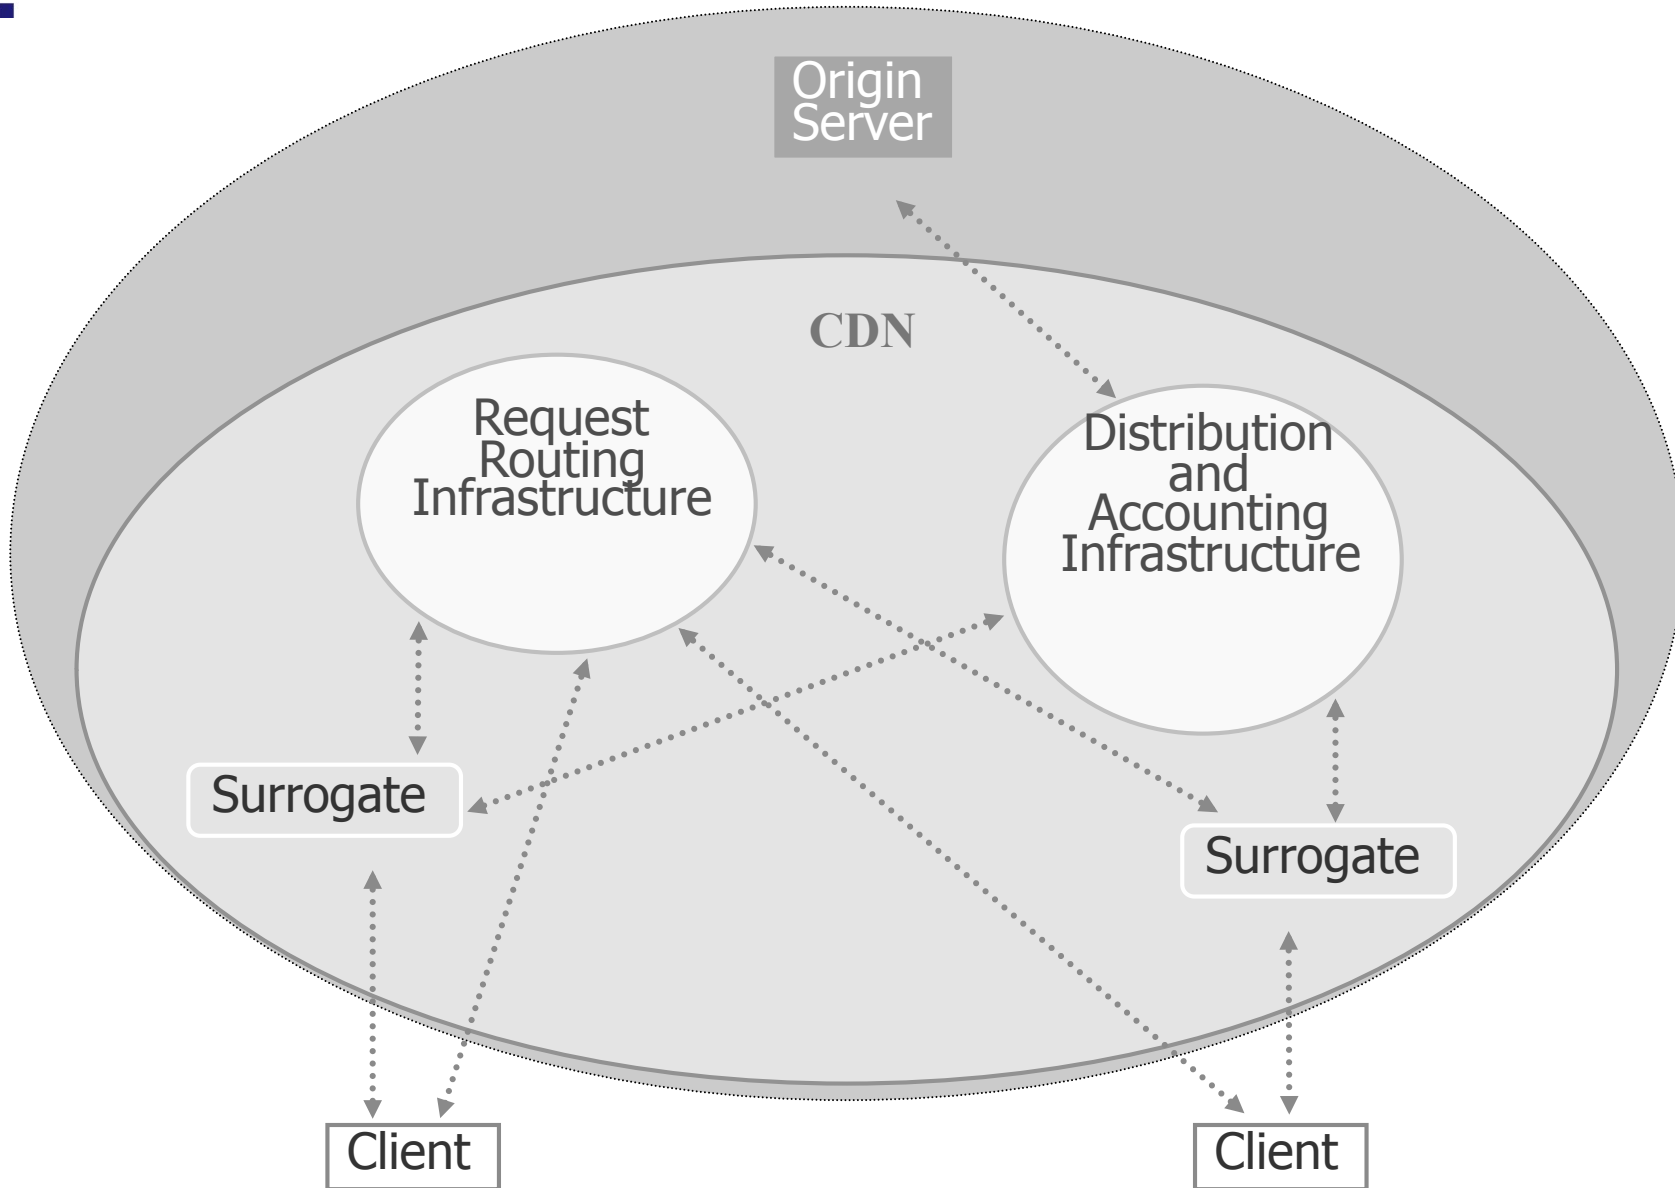 Origin
Server
CDN
Request
Routing
Infrastructure
Distribution
and
Accounting
Infrastructure
Surrogate
Surrogate
Client
Client